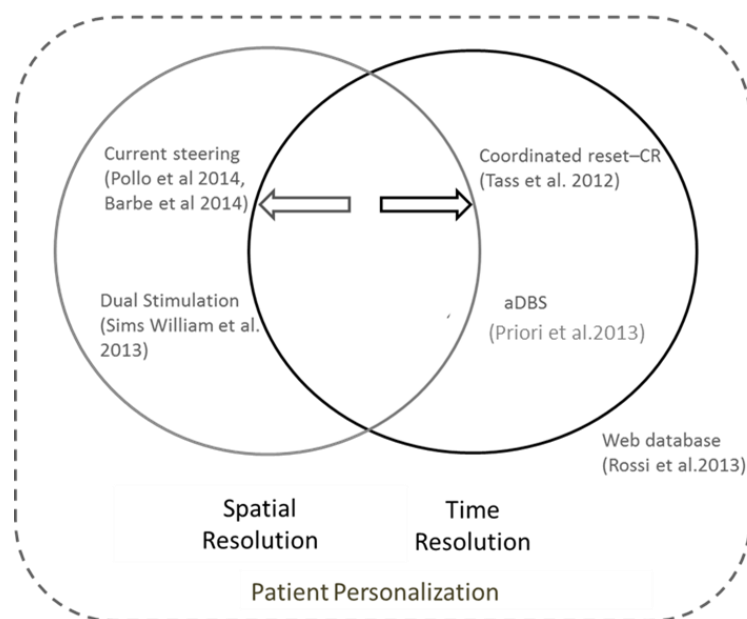 Current steering
(Pollo et al 2014,
Barbe et al 2014)
Coordinated reset–CR
(Tass et al. 2012)
Dual Stimulation
(Sims William et al.
2013)
aDBS
(Priori et al.2013)
Web database
(Rossi et al.2013)
Spatial
Resolution
Time
Resolution
Patient Personalization